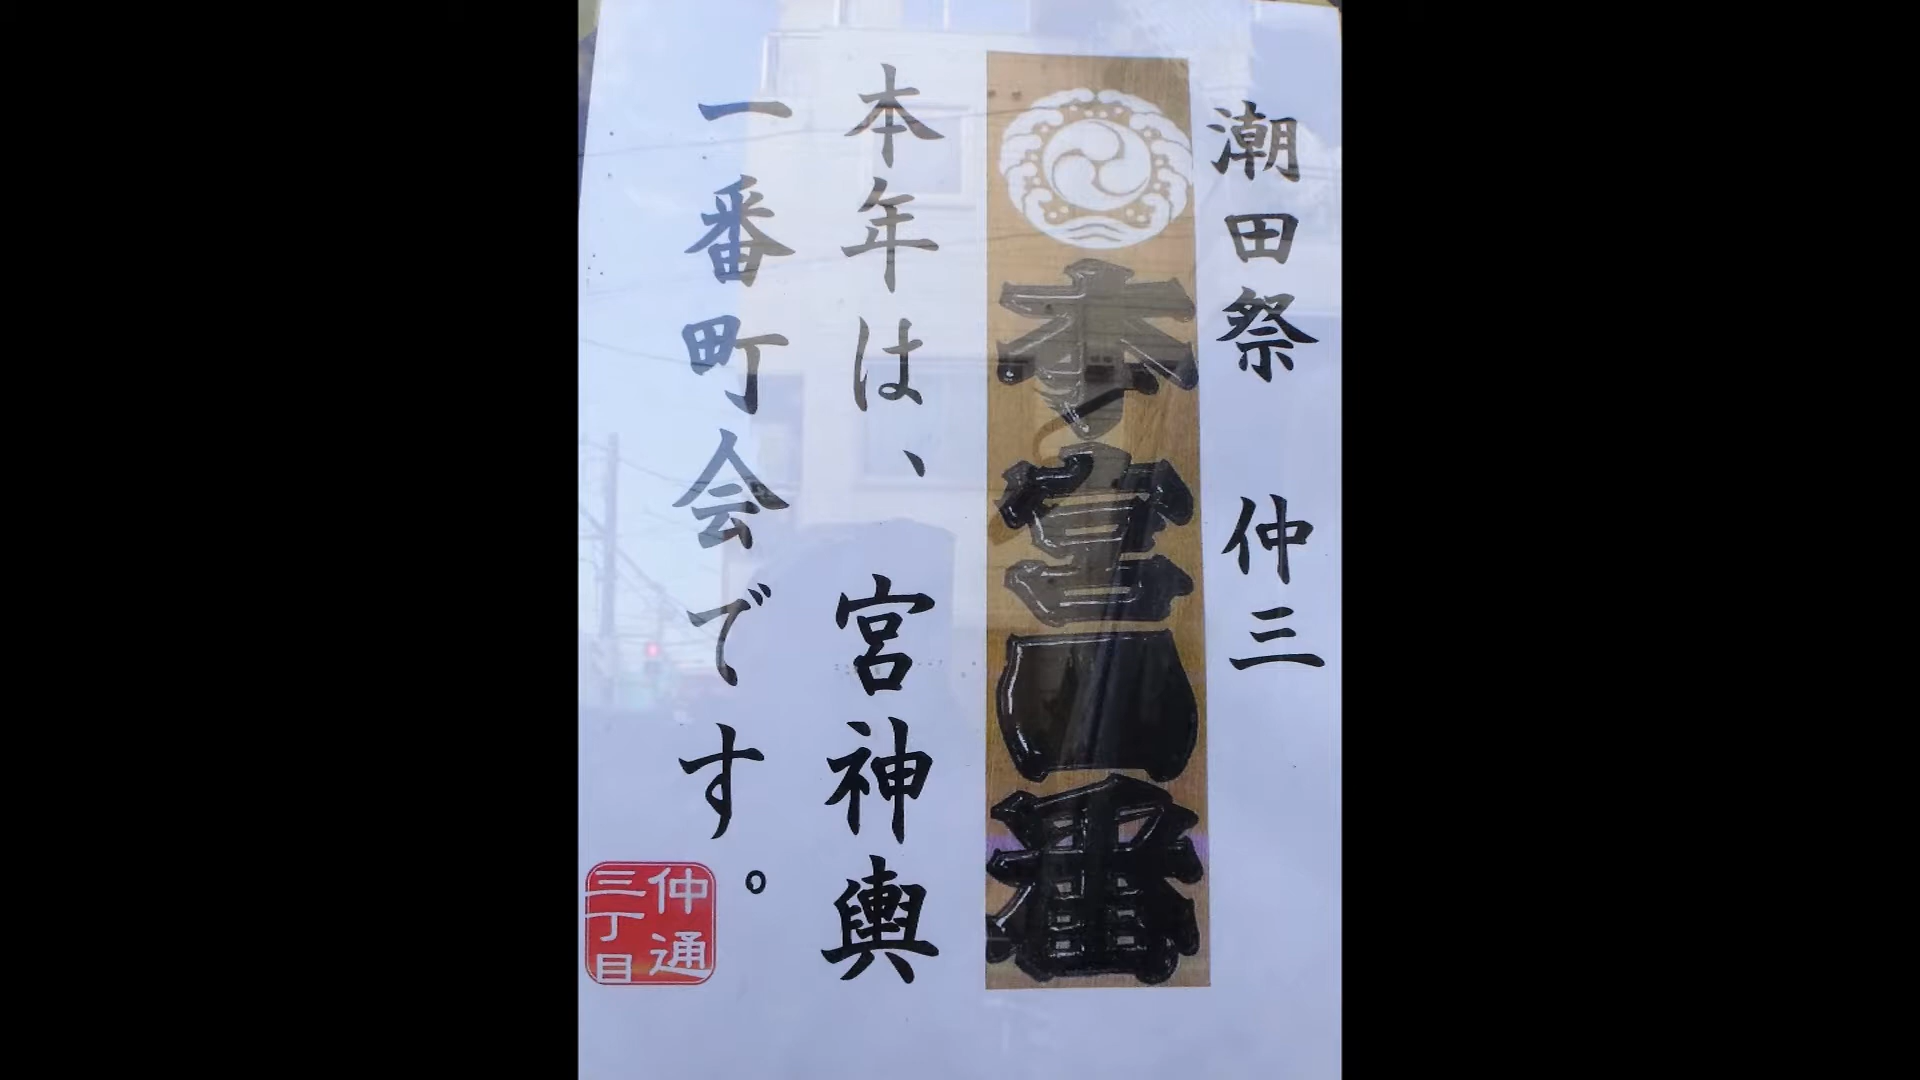 潮田祭 仲三
本宮一番
本年は、宮神輿
一番町会です。
仲通
三丁目